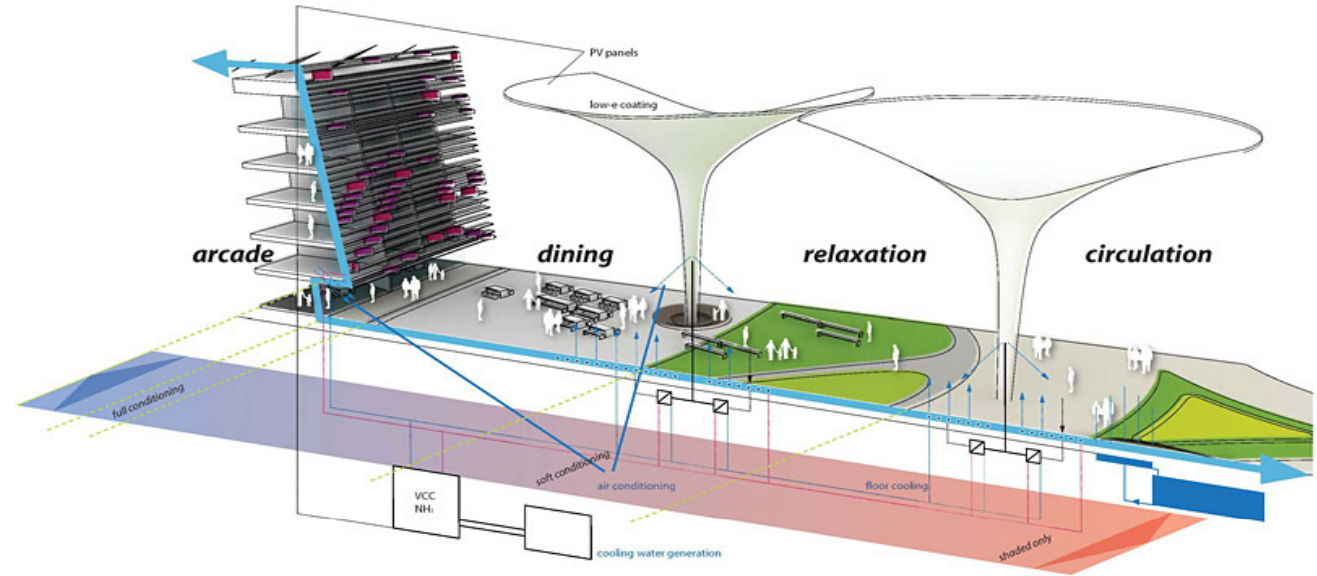 PV panels
low-e coating
arcade
dining
relaxation
circulation
full conditioning
soft conditioning
air conditioning
floor cooling
shaded only
VCC
NH₃
cooling water generation